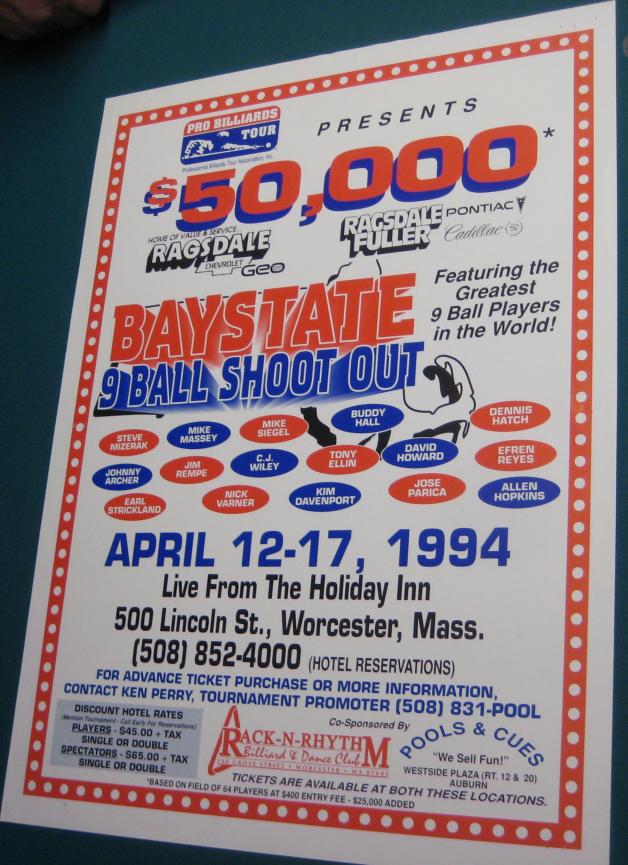 PRO BILLIARDS
TOUR
Professional Billiards Tour Association, Inc.
PRESENTS
$50,000*
HOME OF VALUE & SERVICE...
RAGSDALE
CHEVROLET
Geo
RAGSDALE
FULLER
PONTIAC
Cadillac
Featuring the
Greatest
9 Ball Players
in the World!
BAYSTATE
9 BALL SHOOT OUT
STEVE
MIZERAK
MIKE
MASSEY
MIKE
SIEGEL
BUDDY
HALL
DENNIS
HATCH
JOHNNY
ARCHER
JIM
REMPE
C.J.
WILEY
TONY
ELLIN
DAVID
HOWARD
EFREN
REYES
EARL
STRICKLAND
NICK
VARNER
KIM
DAVENPORT
JOSE
PARICA
ALLEN
HOPKINS
APRIL 12-17, 1994
Live From The Holiday Inn
500 Lincoln St., Worcester, Mass.
(508) 852-4000 (HOTEL RESERVATIONS)
FOR ADVANCE TICKET PURCHASE OR MORE INFORMATION,
CONTACT KEN PERRY, TOURNAMENT PROMOTER (508) 831-POOL
DISCOUNT HOTEL RATES
(Mention Tournament - Call Early For Reservations)
PLAYERS - $45.00 + TAX
SINGLE OR DOUBLE
SPECTATORS - $65.00 + TAX
SINGLE OR DOUBLE
RACK-N-RHYTHM
Billiard & Dance Club
STREET • WORCESTER • MA
Co-Sponsored By
POOLS & CUES
"We Sell Fun!"
WESTSIDE PLAZA (RT. 12 & 20)
AUBURN
TICKETS ARE AVAILABLE AT BOTH THESE LOCATIONS.
*BASED ON FIELD OF 64 PLAYERS AT $400 ENTRY FEE - $25,000 ADDED